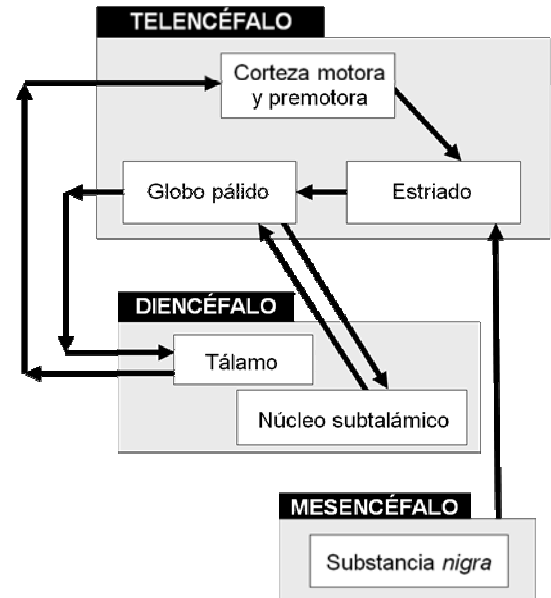 TELENCÉFALO
Corteza motora
y premotora
Globo pálido
Estriado
DIENCÉFALO
Tálamo
Núcleo subtalámico
MESENCÉFALO
Substancia nigra